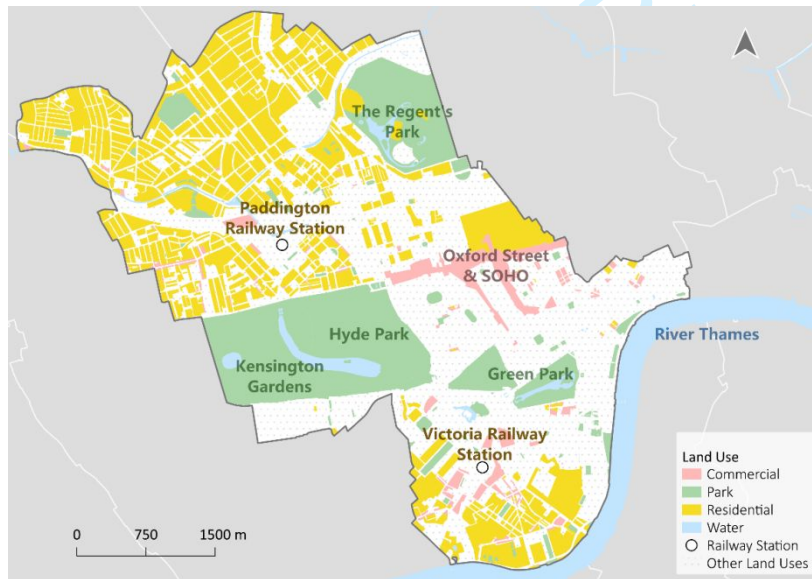 The Regent's
Park
Paddington
Railway Station
Oxford Street
& SOHO
Hyde Park
River Thames
Kensington
Gardens
Green Park
Victoria Railway
Station
Land Use
Commercial
Park
Residential
Water
Railway Station
Other Land Uses
0 750 1500 m